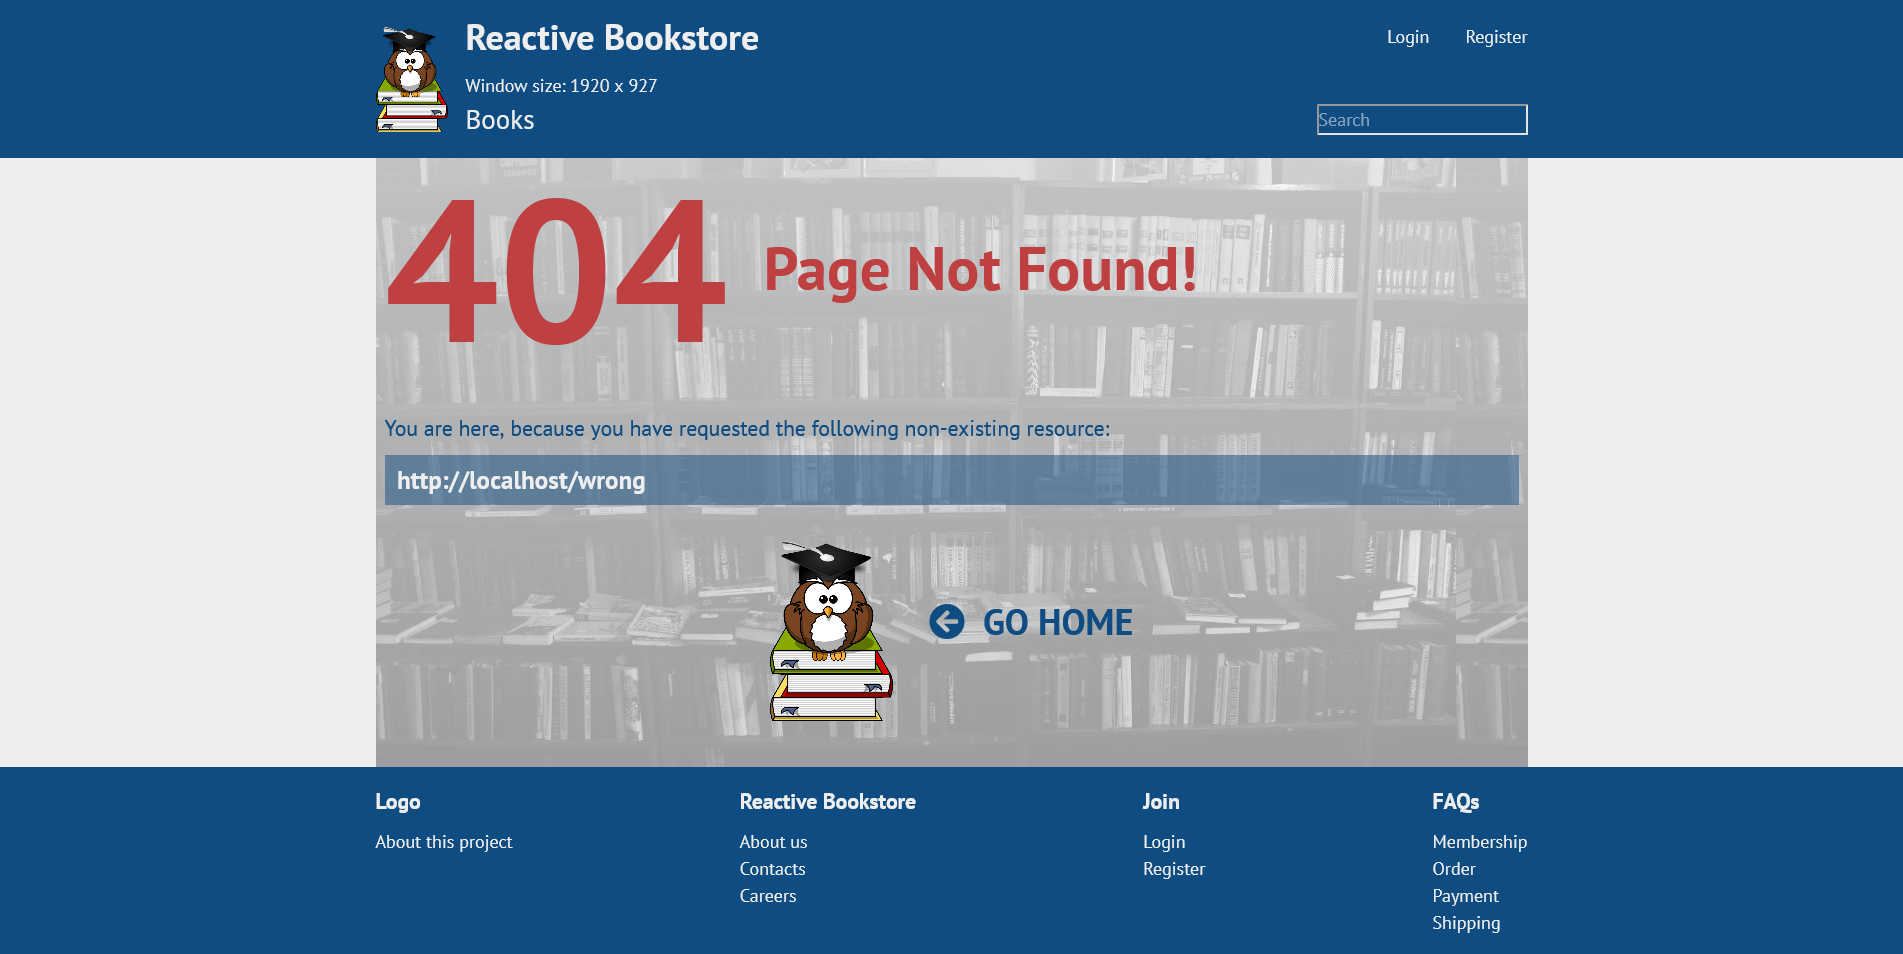 Reactive Bookstore
Login
Register
Window size: 1920 x 927
Books
Search
404
Page Not Found!
You are here, because you have requested the following non-existing resource:
http://localhost/wrong
GO HOME
Logo
About this project
Reactive Bookstore
About us
Contacts
Careers
Join
Login
Register
FAQs
Membership
Order
Payment
Shipping